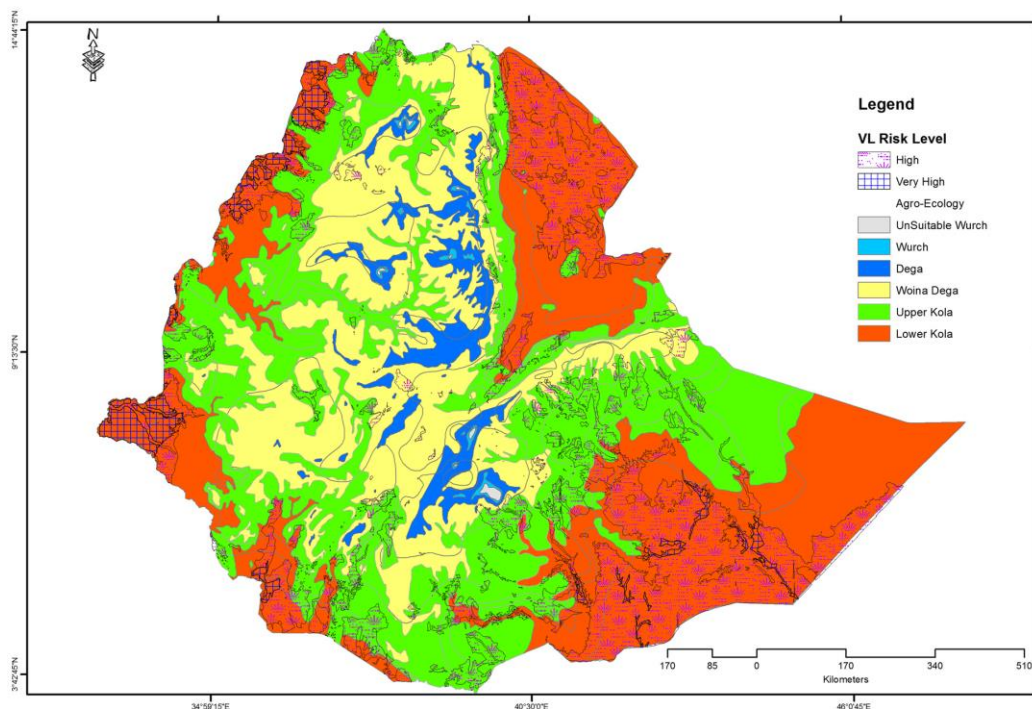 14°44'15"N
N
Legend
VL Risk Level
High
Very High
Agro-Ecology
UnSuitable Wurch
Wurch
Dega
Woina Dega
Upper Kola
Lower Kola
9°13'30"N
3°42'45"N
170 85 0 170 340 510
Kilometers
34°59'15"E 40°30'0"E 46°0'45"E